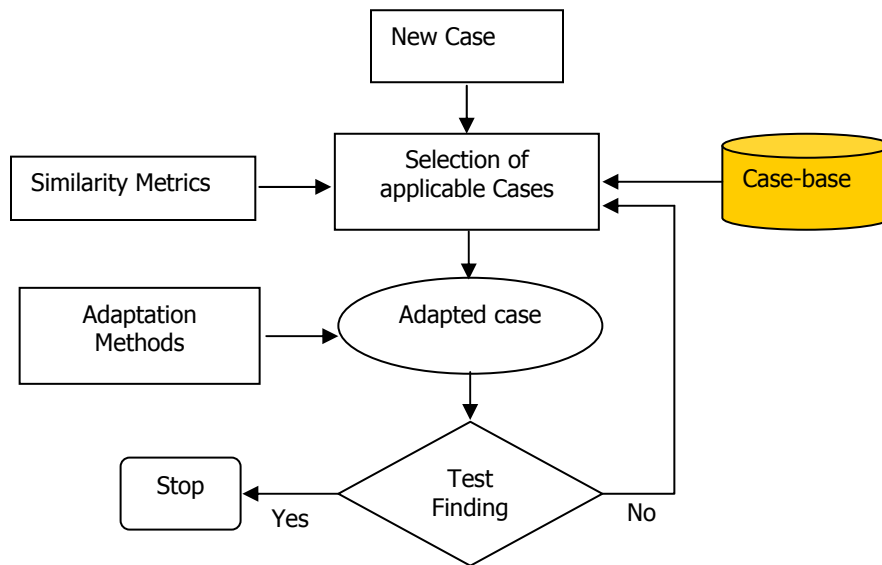 New Case
Selection of
applicable Cases
Similarity Metrics
Case-base
Adaptation
Methods
Adapted case
Test
Finding
Stop
Yes
No